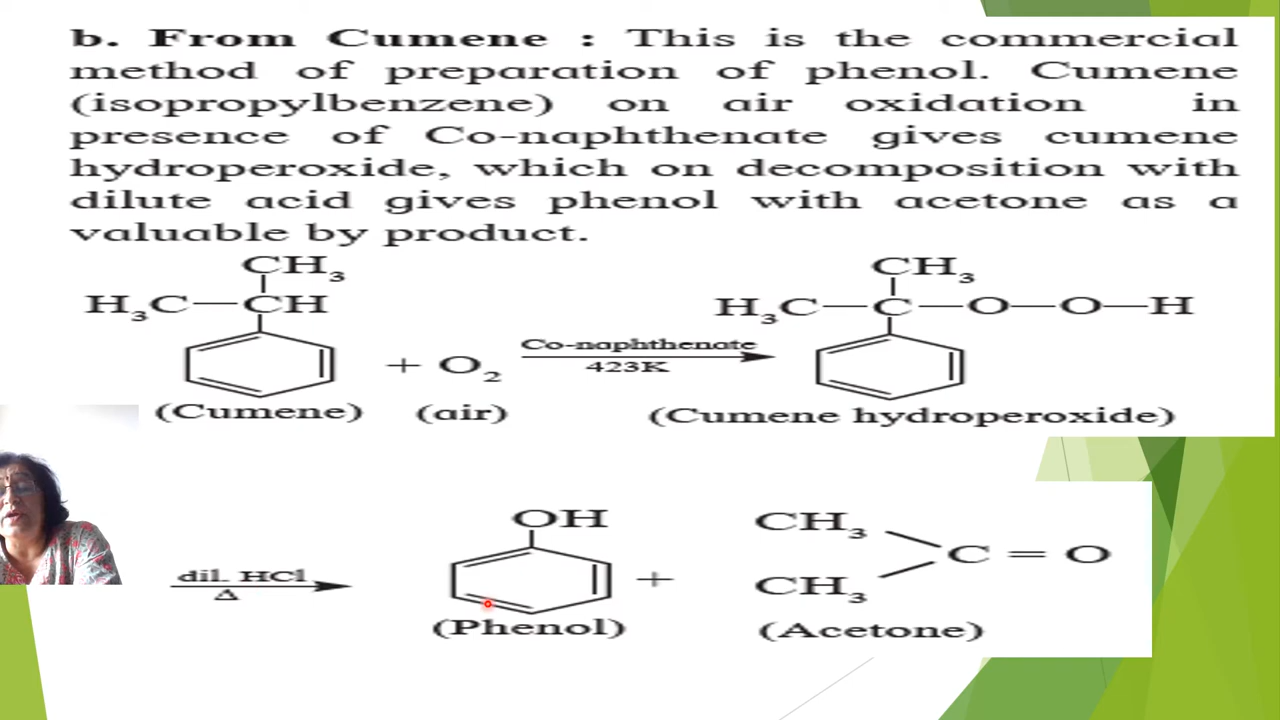 b. From Cumene : This is the commercial
method of preparation of phenol. Cumene
(isopropylbenzene) on air oxidation in
presence of Co-naphthenate gives cumene
hydroperoxide, which on decomposition with
dilute acid gives phenol with acetone as a
valuable by product.
CH₃ CH₃
H₃C—CH H₃C—C—O—O—H
+ O₂ Co-naphthenate
423K
(Cumene) (air) (Cumene hydroperoxide)
OH CH₃
dil. HCl + C = O
Δ CH₃
(Phenol) (Acetone)